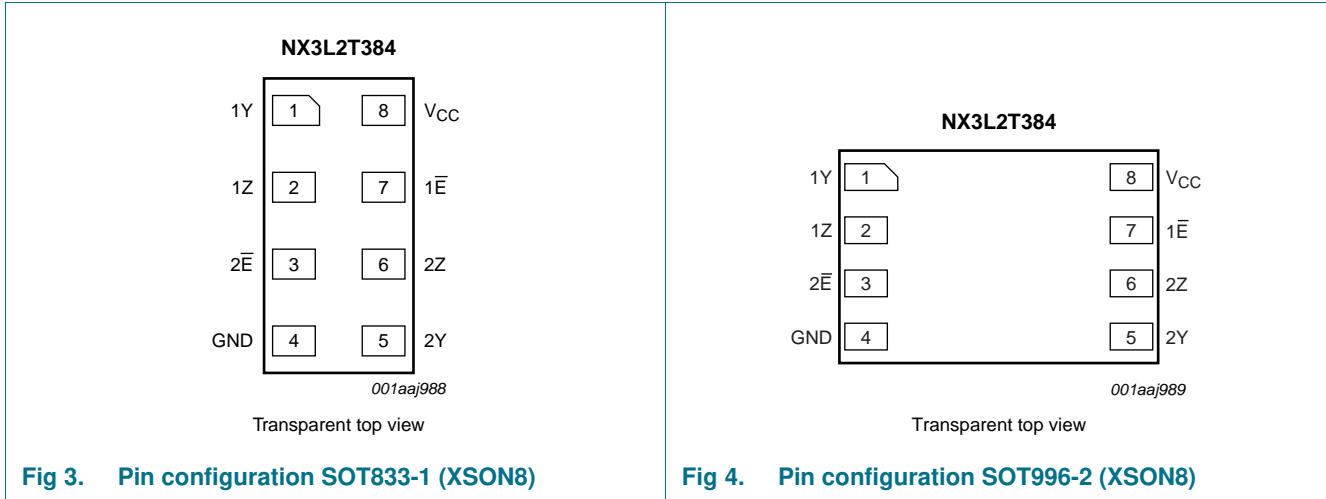 NX3L2T384
1Y 1 8 VCC
1Z 2 7 1E̅
2E̅ 3 6 2Z
GND 4 5 2Y
001aaj988
Transparent top view
Fig 3. Pin configuration SOT833-1 (XSON8)
NX3L2T384
1Y 1 8 VCC
1Z 2 7 1E̅
2E̅ 3 6 2Z
GND 4 5 2Y
001aaj989
Transparent top view
Fig 4. Pin configuration SOT996-2 (XSON8)